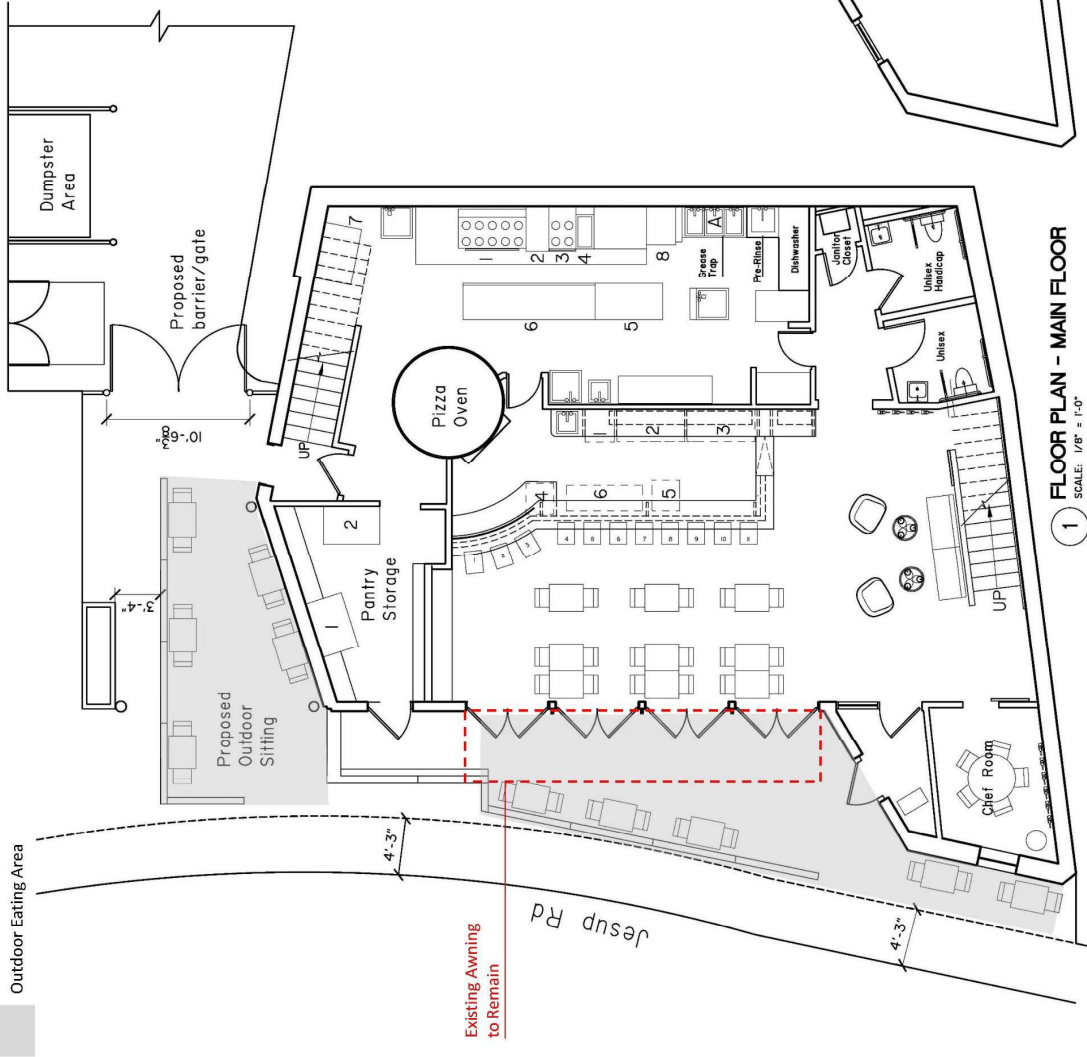 Outdoor Eating Area
Dumpster
Area
Proposed
barrier/gate
3'-4"
Proposed
Outdoor
Sitting
UP
7
Pizza
Oven
1
2
3
4
8
6
5
Grease
Trap
A
Pre-Rinse
Dishwasher
Janitor
Closet
Unisex
Handicap
Unisex
2
1
Pantry
Storage
1
2
3
4
6
5
1
2
3
4
5
6
7
8
9
10
11
UP
Chef Room
4'-3"
Jesup Rd
4'-3"
Existing Awning
to Remain
1
FLOOR PLAN - MAIN FLOOR
SCALE: 1/8" = 1'-0"